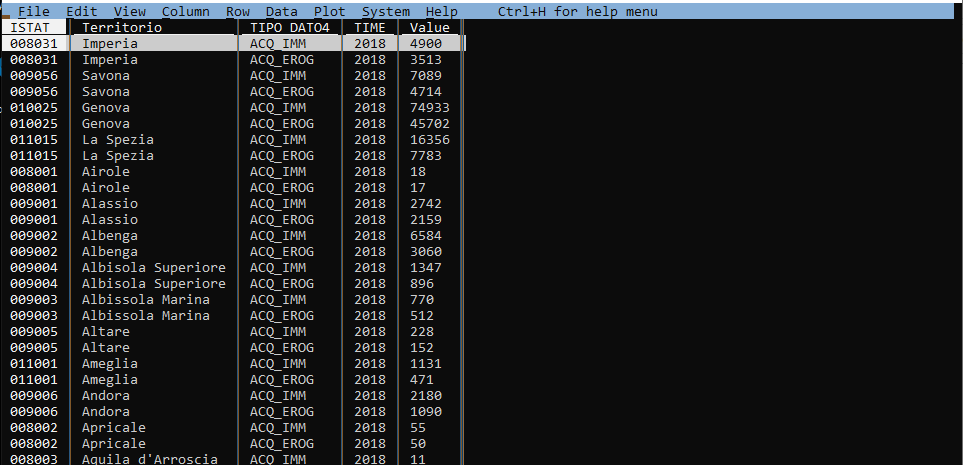 File Edit View Column Row Data Plot System Help Ctrl+H for help menu
ISTAT Territorio TIPO_DATO4 TIME Value
008031 Imperia ACQ_IMM 2018 4900
008031 Imperia ACQ_EROG 2018 3513
009056 Savona ACQ_IMM 2018 7089
009056 Savona ACQ_EROG 2018 4714
010025 Genova ACQ_IMM 2018 74933
010025 Genova ACQ_EROG 2018 45702
011015 La Spezia ACQ_IMM 2018 16356
011015 La Spezia ACQ_EROG 2018 7783
008001 Airole ACQ_IMM 2018 18
008001 Airole ACQ_EROG 2018 17
009001 Alassio ACQ_IMM 2018 2742
009001 Alassio ACQ_EROG 2018 2159
009002 Albenga ACQ_IMM 2018 6584
009002 Albenga ACQ_EROG 2018 3060
009004 Albisola Superiore ACQ_IMM 2018 1347
009004 Albisola Superiore ACQ_EROG 2018 896
009003 Albissola Marina ACQ_IMM 2018 770
009003 Albissola Marina ACQ_EROG 2018 512
009005 Altare ACQ_IMM 2018 228
009005 Altare ACQ_EROG 2018 152
011001 Ameglia ACQ_IMM 2018 1131
011001 Ameglia ACQ_EROG 2018 471
009006 Andora ACQ_IMM 2018 2180
009006 Andora ACQ_EROG 2018 1090
008002 Apricale ACQ_IMM 2018 55
008002 Apricale ACQ_EROG 2018 50
008003 Aquila d'Arroscia ACQ_IMM 2018 11